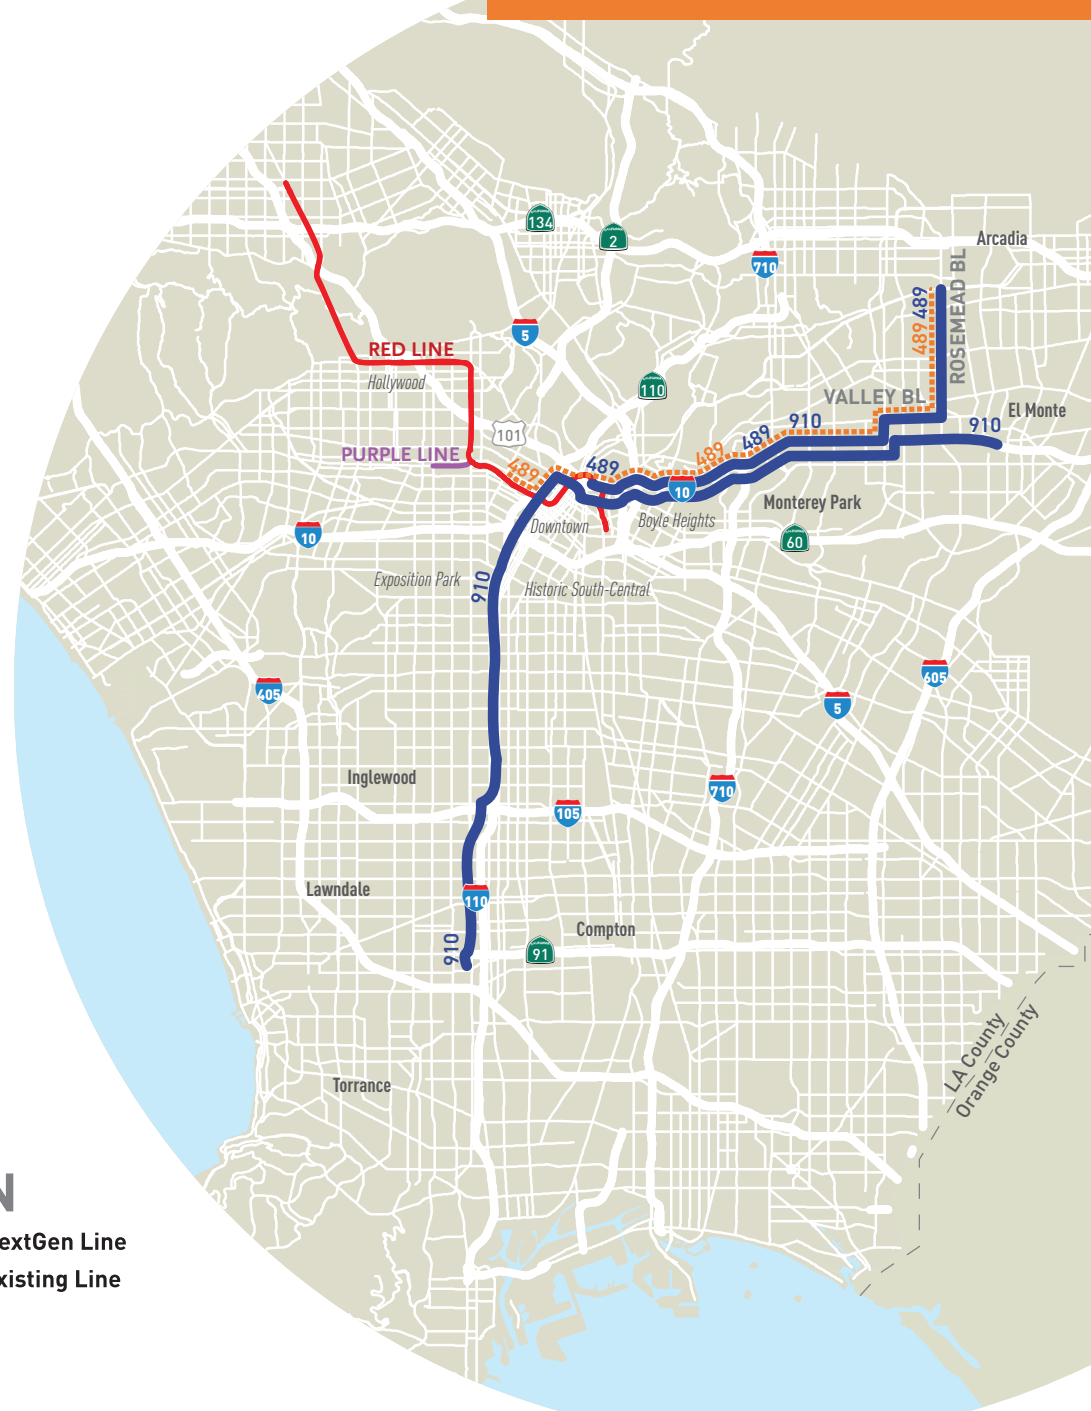 134
2
710
Arcadia
ROSEMEAD BL
489
489
5
RED LINE
Hollywood
110
VALLEY BL
El Monte
910
910
101
489
489
PURPLE LINE
489
489
10
Monterey Park
Downtown
Boyle Heights
60
10
Exposition Park
910
Historic South-Central
405
605
5
Inglewood
710
105
Lawndale
110
910
Compton
91
LA County
Orange County
Torrance
N
extGen Line
xisting Line